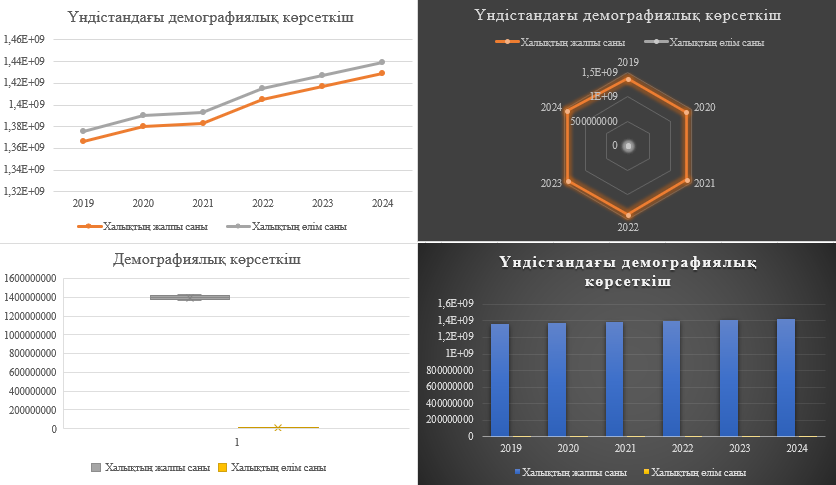 Үндістандағы демографиялық көрсеткіш
1,46E+09
1,44E+09
1,42E+09
1,4E+09
1,38E+09
1,36E+09
1,34E+09
1,32E+09
2019 2020 2021 2022 2023 2024
Халықтың жалпы саны Халықтың өлім саны
Үндістандағы демографиялық көрсеткіш
Халықтың жалпы саны Халықтың өлім саны
2019
1,5E+09
1E+09
2024 2020
500000000
0
2023 2021
2022
Демографиялық көрсеткіш
1600000000
1400000000
1200000000
1000000000
800000000
600000000
400000000
200000000
0
1
Халықтың жалпы саны Халықтың өлім саны
Үндістандағы демографиялық
көрсеткіш
1,6E+09
1,4E+09
1,2E+09
1E+09
800000000
600000000
400000000
200000000
0
2019 2020 2021 2022 2023 2024
Халықтың жалпы саны Халықтың өлім саны